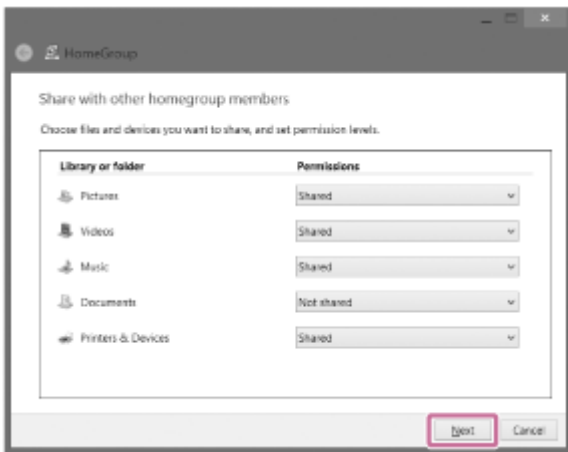 HomeGroup
Share with other homegroup members
Choose files and devices you want to share, and set permission levels.
Library or folder Permissions
Pictures Shared
Videos Shared
Music Shared
Documents Not shared
Printers & Devices Shared
Next Cancel